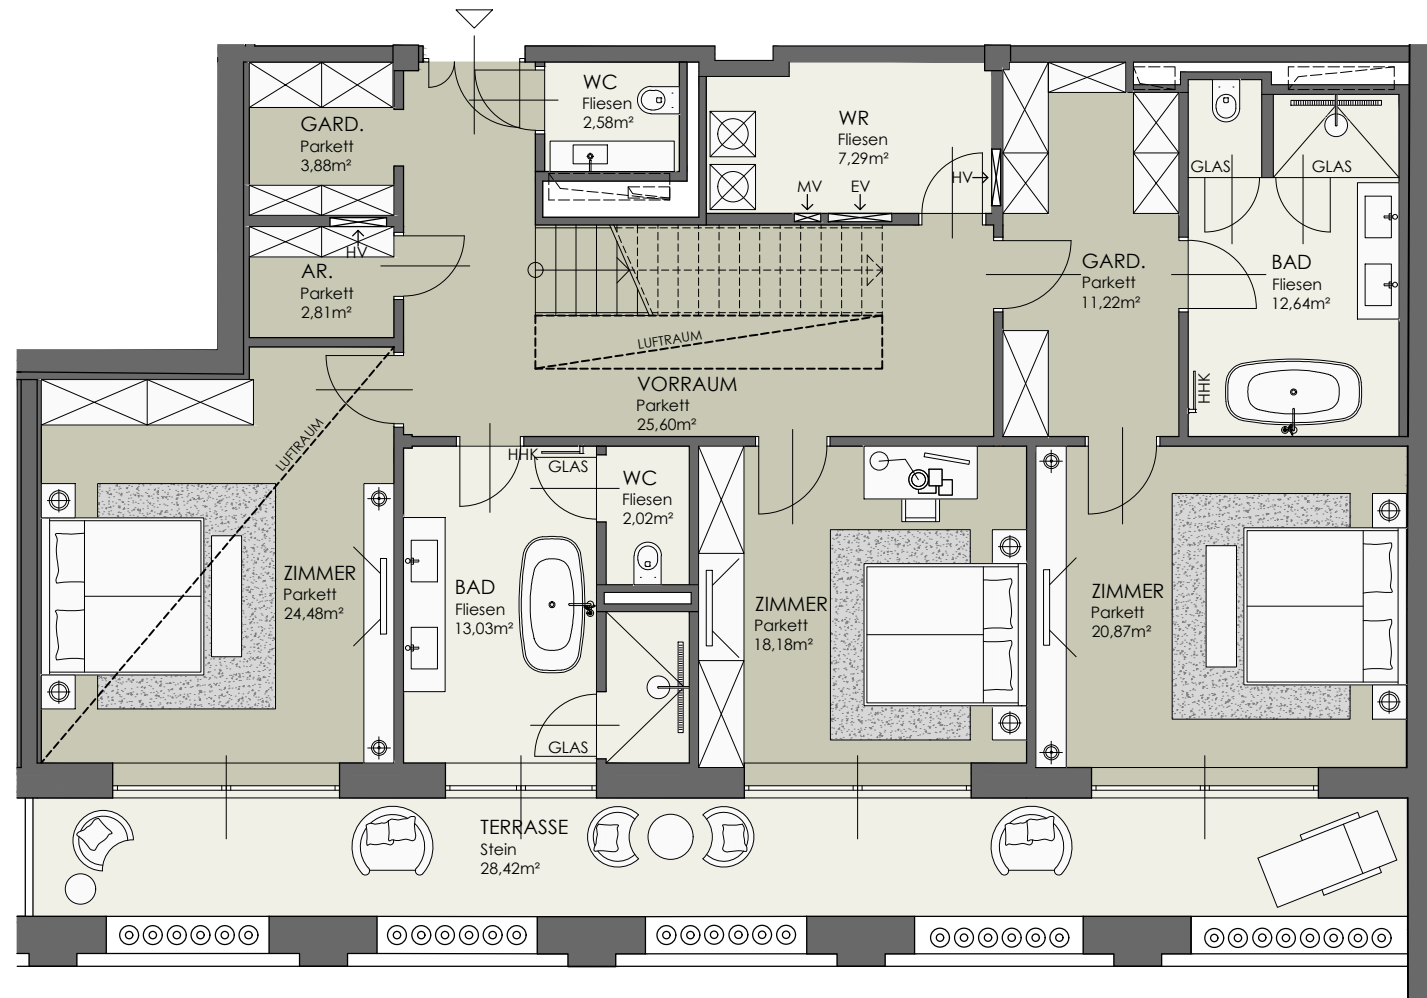 WC
Fliesen
2,58m²
GARD.
Parkett
3,88m²
WR
Fliesen
7,29m²
MV
EV
HV
GLAS
GLAS
HV
AR.
Parkett
2,81m²
GARD.
Parkett
11,22m²
BAD
Fliesen
12,64m²
LUFTRAUM
VORRAUM
Parkett
25,60m²
HHK
LUFTRAUM
HHK
GLAS
WC
Fliesen
2,02m²
ZIMMER
Parkett
24,48m²
BAD
Fliesen
13,03m²
ZIMMER
Parkett
18,18m²
ZIMMER
Parkett
20,87m²
GLAS
TERRASSE
Stein
28,42m²